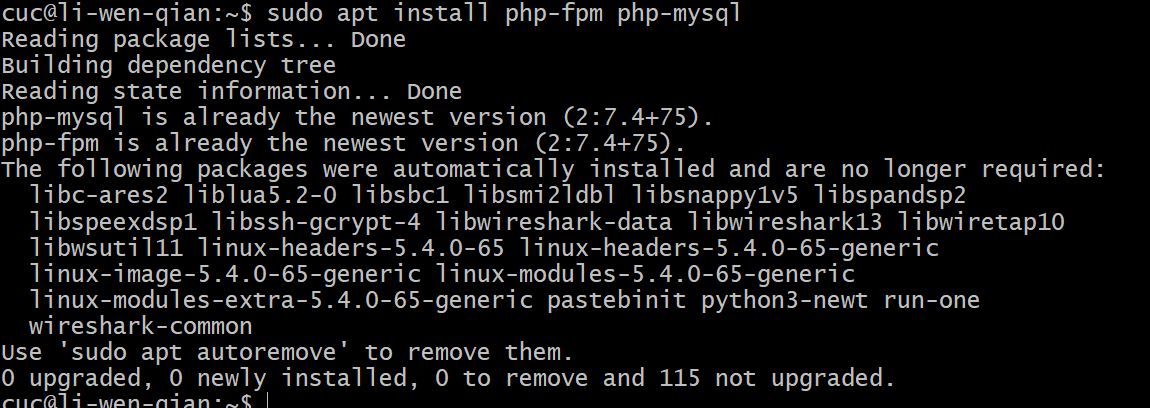 cuc@li-wen-qian:~$ sudo apt install php-fpm php-mysql
Reading package lists... Done
Building dependency tree
Reading state information... Done
php-mysql is already the newest version (2:7.4+75).
php-fpm is already the newest version (2:7.4+75).
The following packages were automatically installed and are no longer required:
  libc-ares2 liblua5.2-0 libsbc1 libsmi2ldbl libsnappy1v5 libspandsp2
  libspeexdsp1 libssh-gcrypt-4 libwireshark-data libwireshark13 libwiretap10
  libwsutil11 linux-headers-5.4.0-65 linux-headers-5.4.0-65-generic
  linux-image-5.4.0-65-generic linux-modules-5.4.0-65-generic
  linux-modules-extra-5.4.0-65-generic pastebinit python3-newt run-one
  wireshark-common
Use 'sudo apt autoremove' to remove them.
0 upgraded, 0 newly installed, 0 to remove and 115 not upgraded.
cuc@li-wen-qian:~$